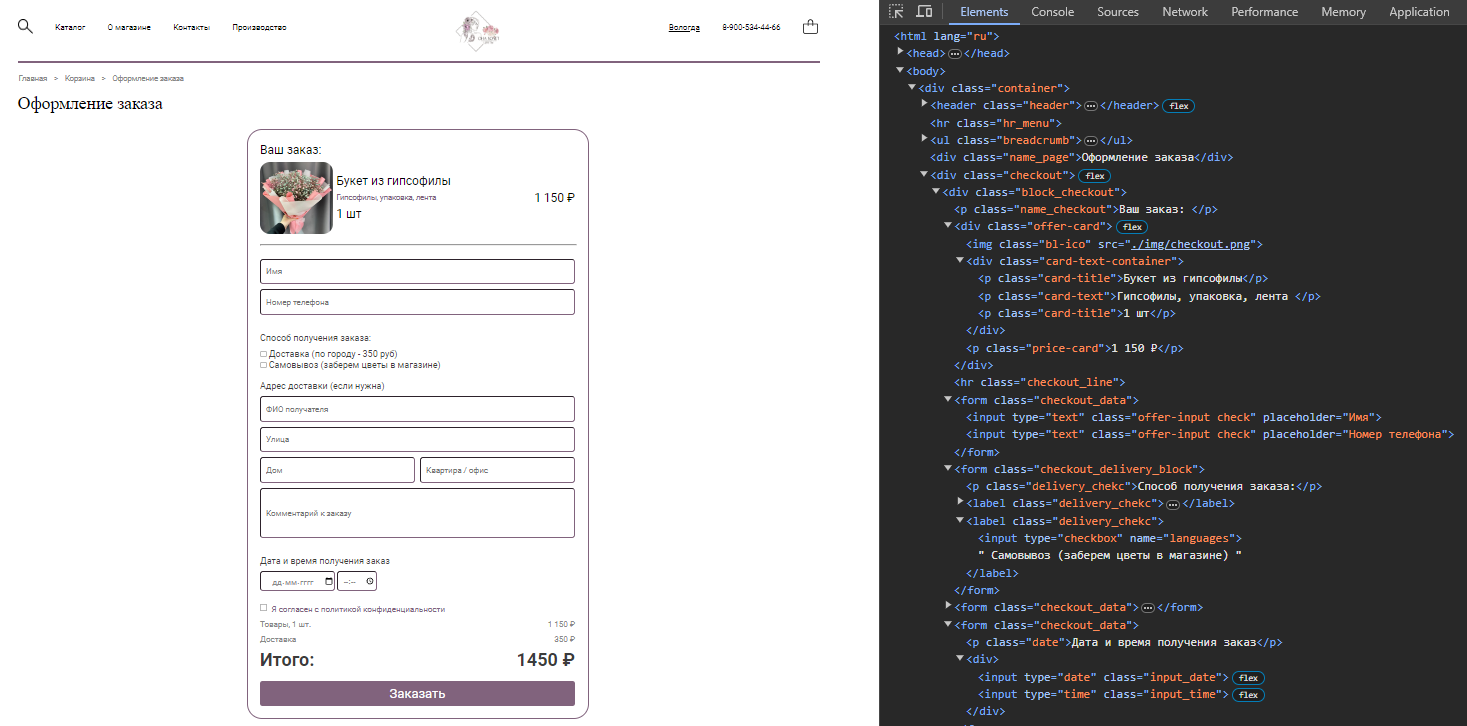 Каталог О магазине Контакты Производство Вологда 8-900-534-44-66
Главная > Корзина > Оформление заказа
Оформление заказа
Ваш заказ:
Букет из гипсофилы
Гипсофилы, упаковка, лента
1 150 ₽
1 шт
Имя
Номер телефона
Способ получения заказа:
Доставка (по городу - 350 руб)
Самовывоз (заберем цветы в магазине)
Адрес доставки (если нужна)
ФИО получателя
Улица
Дом Квартира / офис
Комментарий к заказу
Дата и время получения заказ
дд.мм.гггг --:--
Я согласен с политикой конфиденциальности
Товары, 1 шт. 1 150 ₽
Доставка 350 ₽
Итого: 1450 ₽
Заказать
Elements Console Sources Network Performance Memory Application
<html lang="ru">
<head> … </head>
<body>
<div class="container">
<header class="header"> … </header> flex
<hr class="hr_menu">
<ul class="breadcrumb"> … </ul>
<div class="name_page">Оформление заказа</div>
<div class="checkout"> flex
<div class="block_checkout">
<p class="name_checkout">Ваш заказ: </p>
<div class="offer-card"> flex
<img class="bl-ico" src="./img/checkout.png">
<div class="card-text-container">
<p class="card-title">Букет из гипсофилы</p>
<p class="card-text">Гипсофилы, упаковка, лента </p>
<p class="card-title">1 шт</p>
</div>
<p class="price-card">1 150 ₽</p>
</div>
<hr class="checkout_line">
<form class="checkout_data">
<input type="text" class="offer-input check" placeholder="Имя">
<input type="text" class="offer-input check" placeholder="Номер телефона">
</form>
<form class="checkout_delivery_block">
<p class="delivery_chekc">Способ получения заказа:</p>
<label class="delivery_chekc"> … </label>
<label class="delivery_chekc">
<input type="checkbox" name="languages">
" Самовывоз (заберем цветы в магазине) "
</label>
</form>
<form class="checkout_data"> … </form>
<form class="checkout_data">
<p class="date">Дата и время получения заказ</p>
<div>
<input type="date" class="input_date"> flex
<input type="time" class="input_time"> flex
</div>